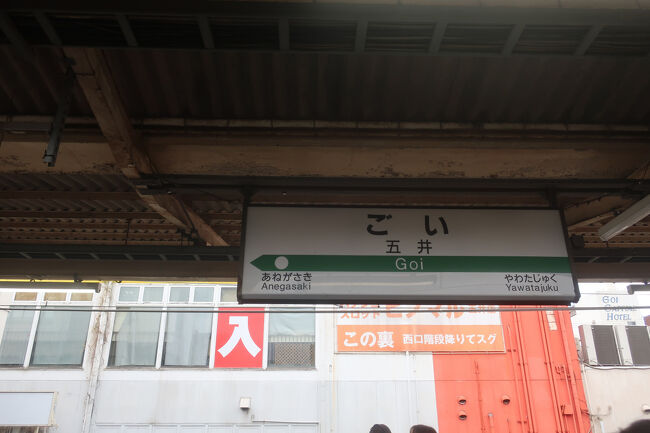 ごい
五井
Goi
あねがさき
Anegasaki
やわたじゅく
Yawatajuku
入
この裏 西口階段降りてスグ
GOI
HOTEL